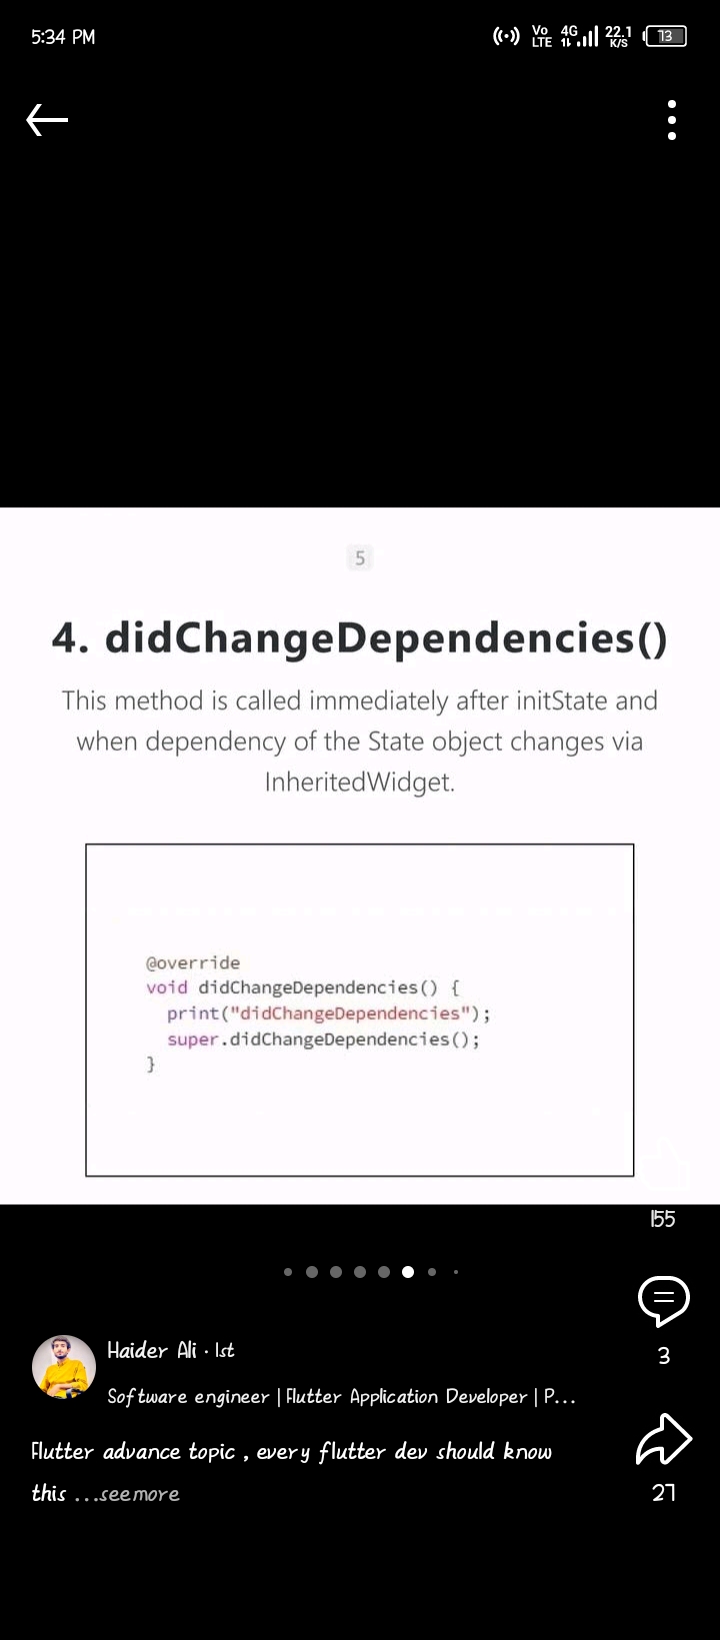 5:34 PM
Vo LTE 4G 22.1 K/S 73
5
4. didChangeDependencies()
This method is called immediately after initState and
when dependency of the State object changes via
InheritedWidget.
@override
void didChangeDependencies() {
  print("didChangeDependencies");
  super.didChangeDependencies();
}
155
3
27
Haider Ali · 1st
Software engineer | Flutter Application Developer | P...
Flutter advance topic , every flutter dev should know
this ...see more